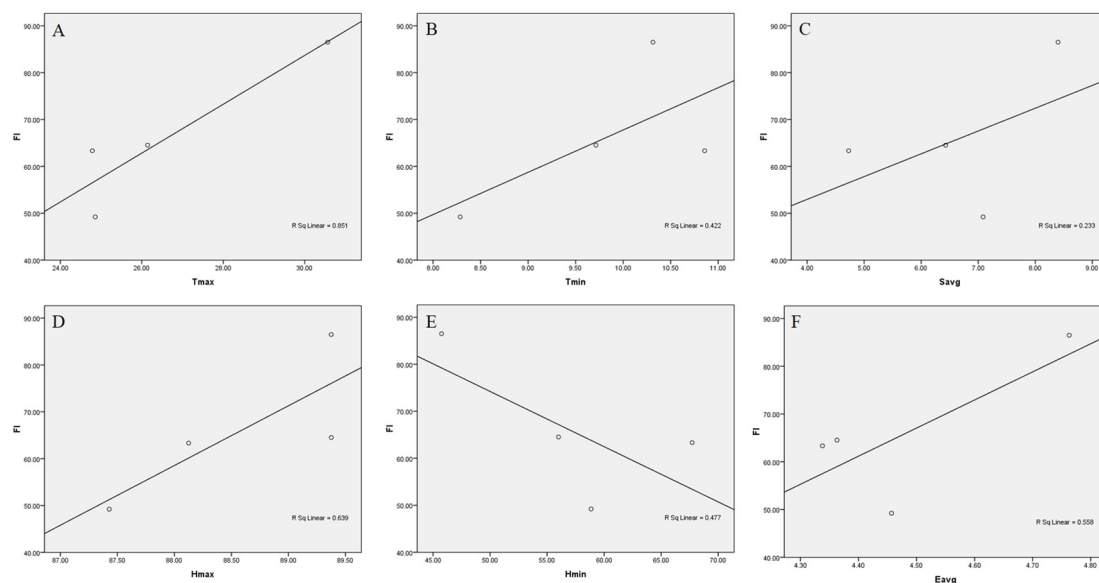 A
90.00
80.00
70.00
60.00
50.00
40.00
FI
R Sq Linear = 0.851
24.00 26.00 28.00 30.00
Tmax
B
90.00
80.00
70.00
60.00
50.00
40.00
FI
R Sq Linear = 0.422
8.00 8.50 9.00 9.50 10.00 10.50 11.00
Tmin
C
90.00
80.00
70.00
60.00
50.00
40.00
FI
R Sq Linear = 0.233
4.00 5.00 6.00 7.00 8.00 9.00
Savg
D
90.00
80.00
70.00
60.00
50.00
40.00
FI
R Sq Linear = 0.639
87.00 87.50 88.00 88.50 89.00 89.50
Hmax
E
90.00
80.00
70.00
60.00
50.00
40.00
FI
R Sq Linear = 0.477
45.00 50.00 55.00 60.00 65.00 70.00
Hmin
F
90.00
80.00
70.00
60.00
50.00
40.00
FI
R Sq Linear = 0.558
4.30 4.40 4.50 4.60 4.70 4.80
Eavg